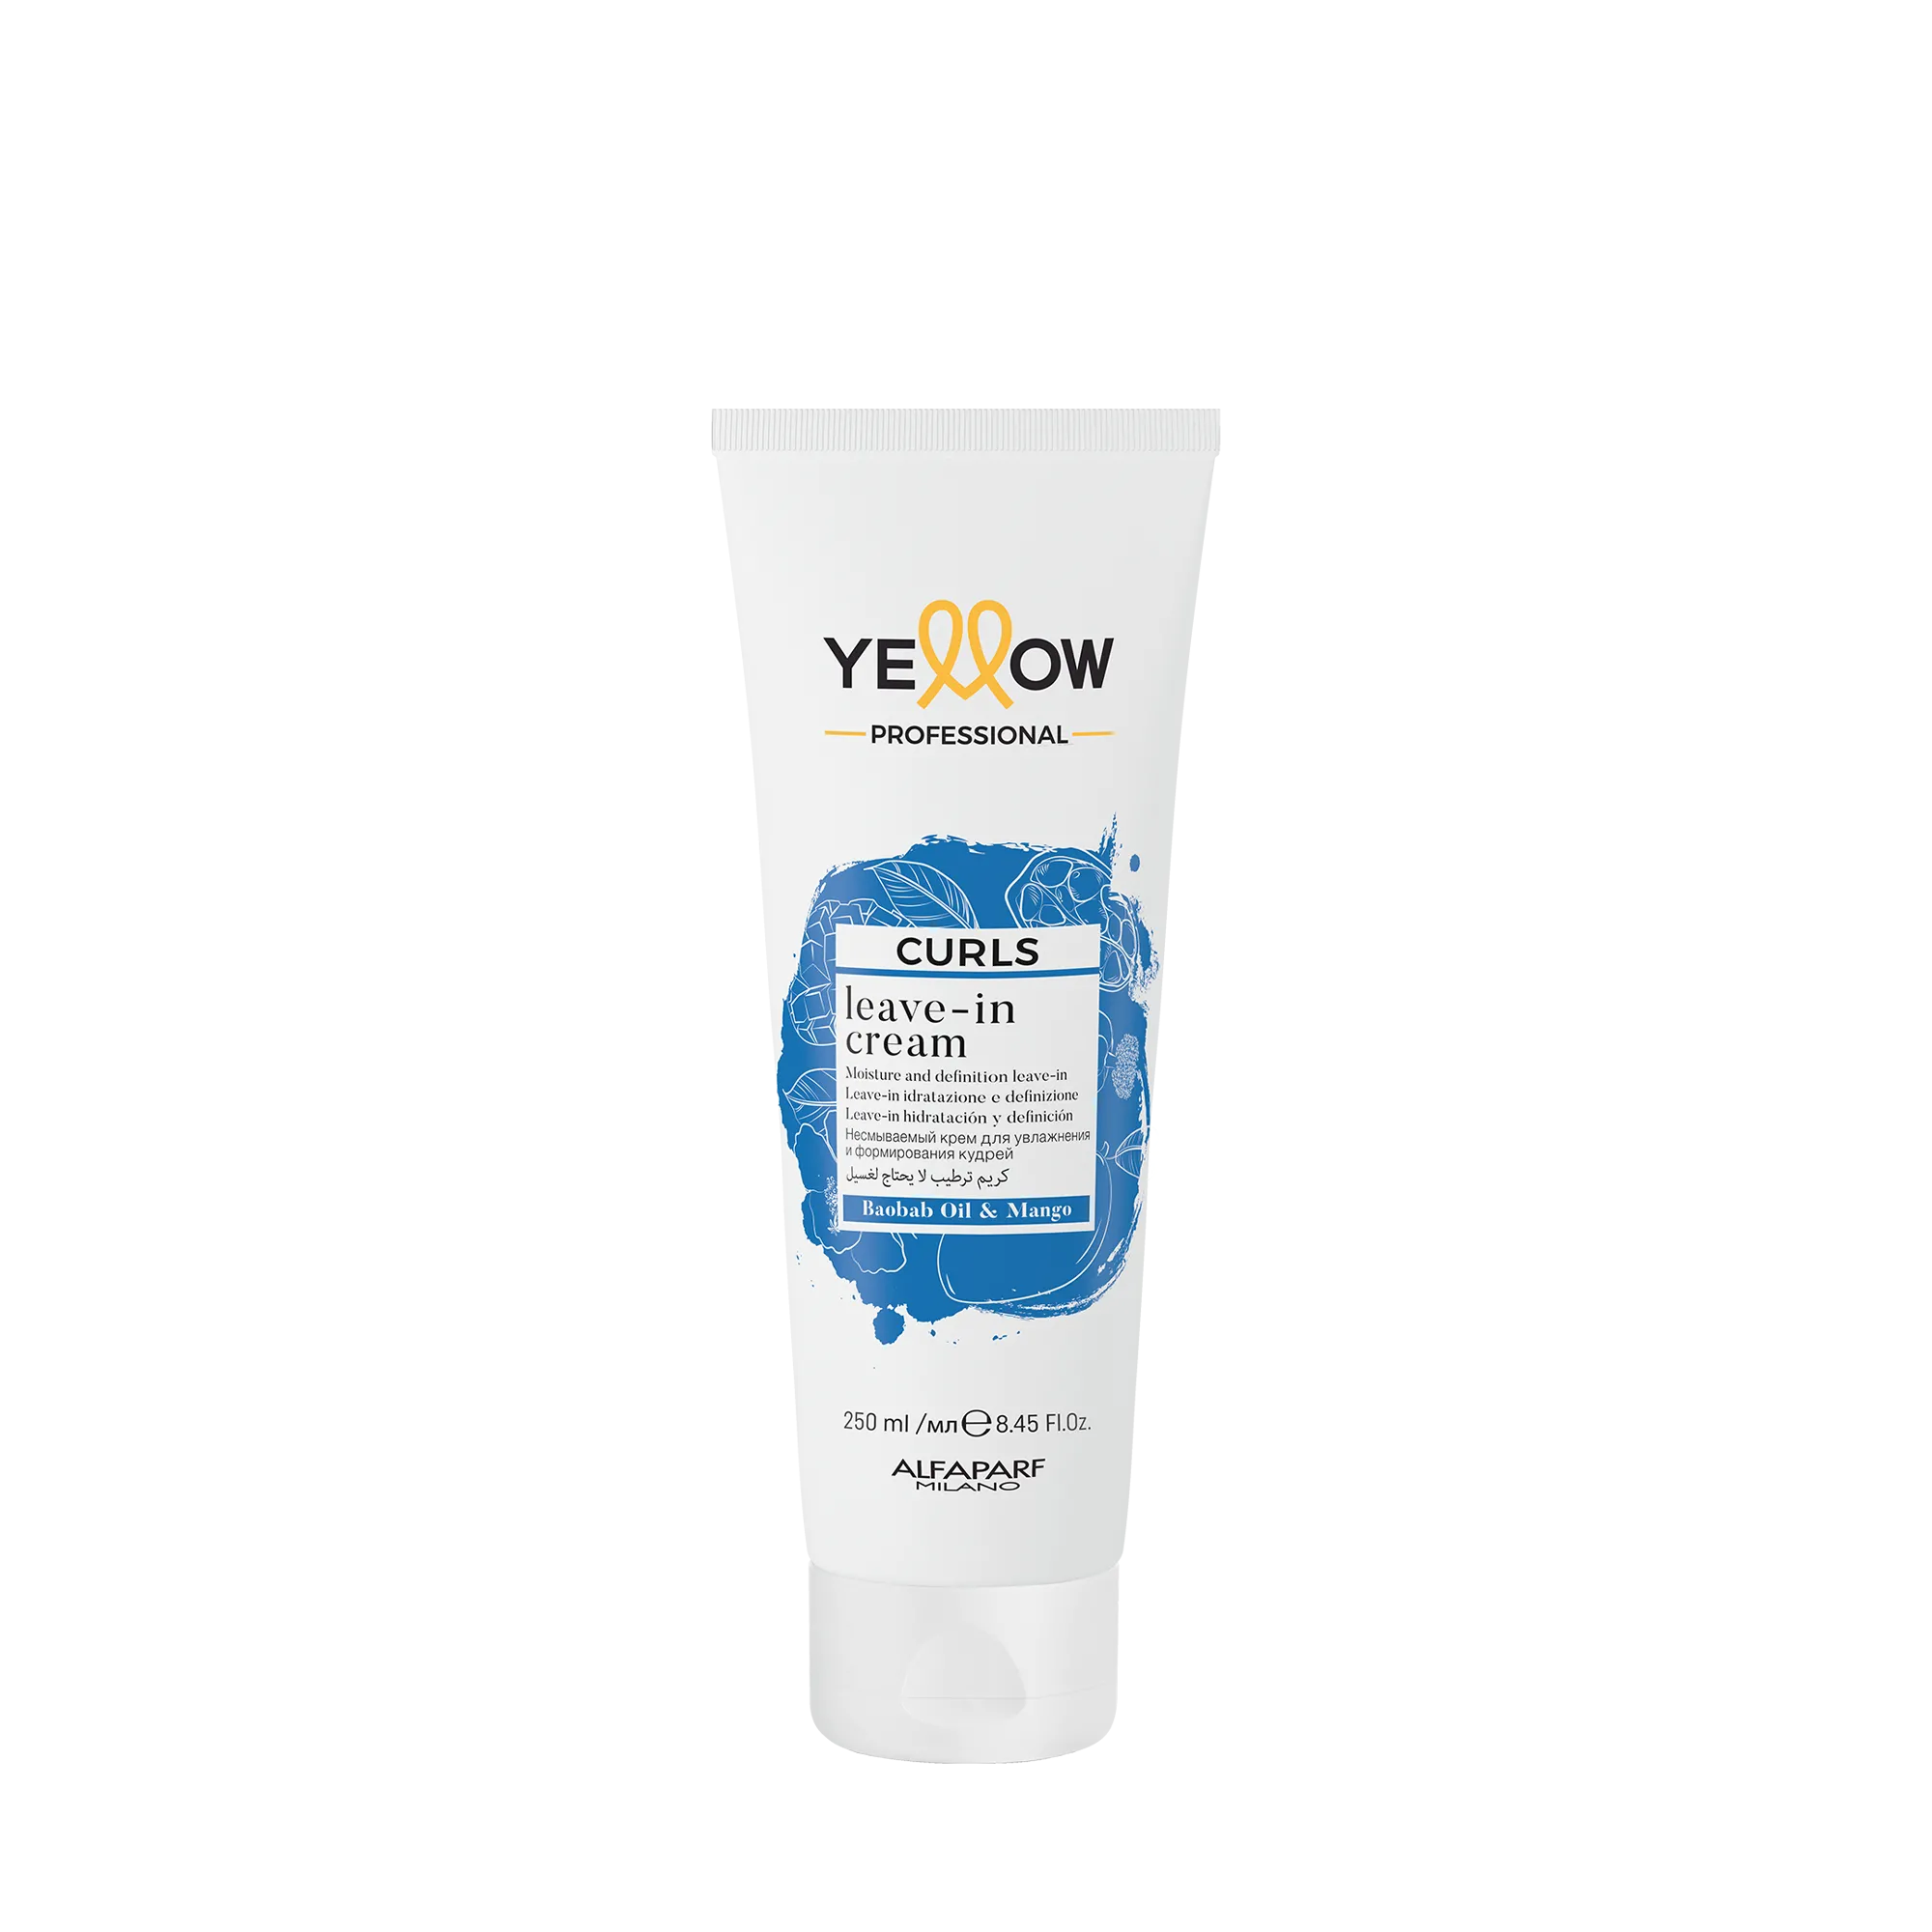 YELLOW
PROFESSIONAL
CURLS
leave-in
cream
Moisture and definition leave-in
Leave-in idratazione e definizione
Leave-in hidratación y definición
Несмываемый крем для увлажнения
и формирования кудрей
كريم ترطيب لا يحتاج لغسيل
Baobab Oil & Mango
250 ml /мл ℮ 8.45 Fl.Oz.
ALFAPARF
MILANO